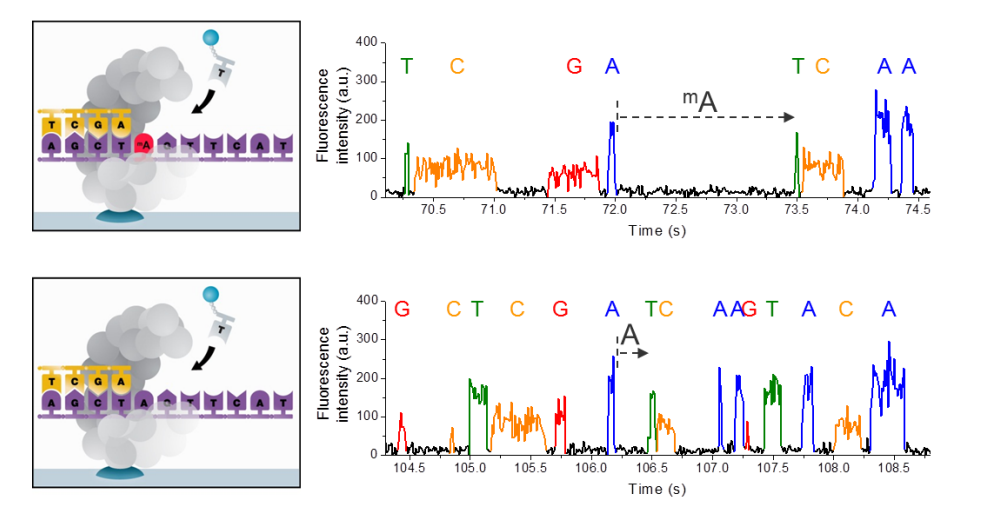 T
T C G A
A G C T mA G T T C A T
Fluorescence
intensity (a.u.)
400
300
200
100
0
T C G A T C A A
mA
70.5 71.0 71.5 72.0 72.5 73.0 73.5 74.0 74.5
Time (s)
T
T C G A
A G C T A G T T C A T
Fluorescence
intensity (a.u.)
400
300
200
100
0
G C T C G A T C A A G T A C A
A
104.5 105.0 105.5 106.0 106.5 107.0 107.5 108.0 108.5
Time (s)